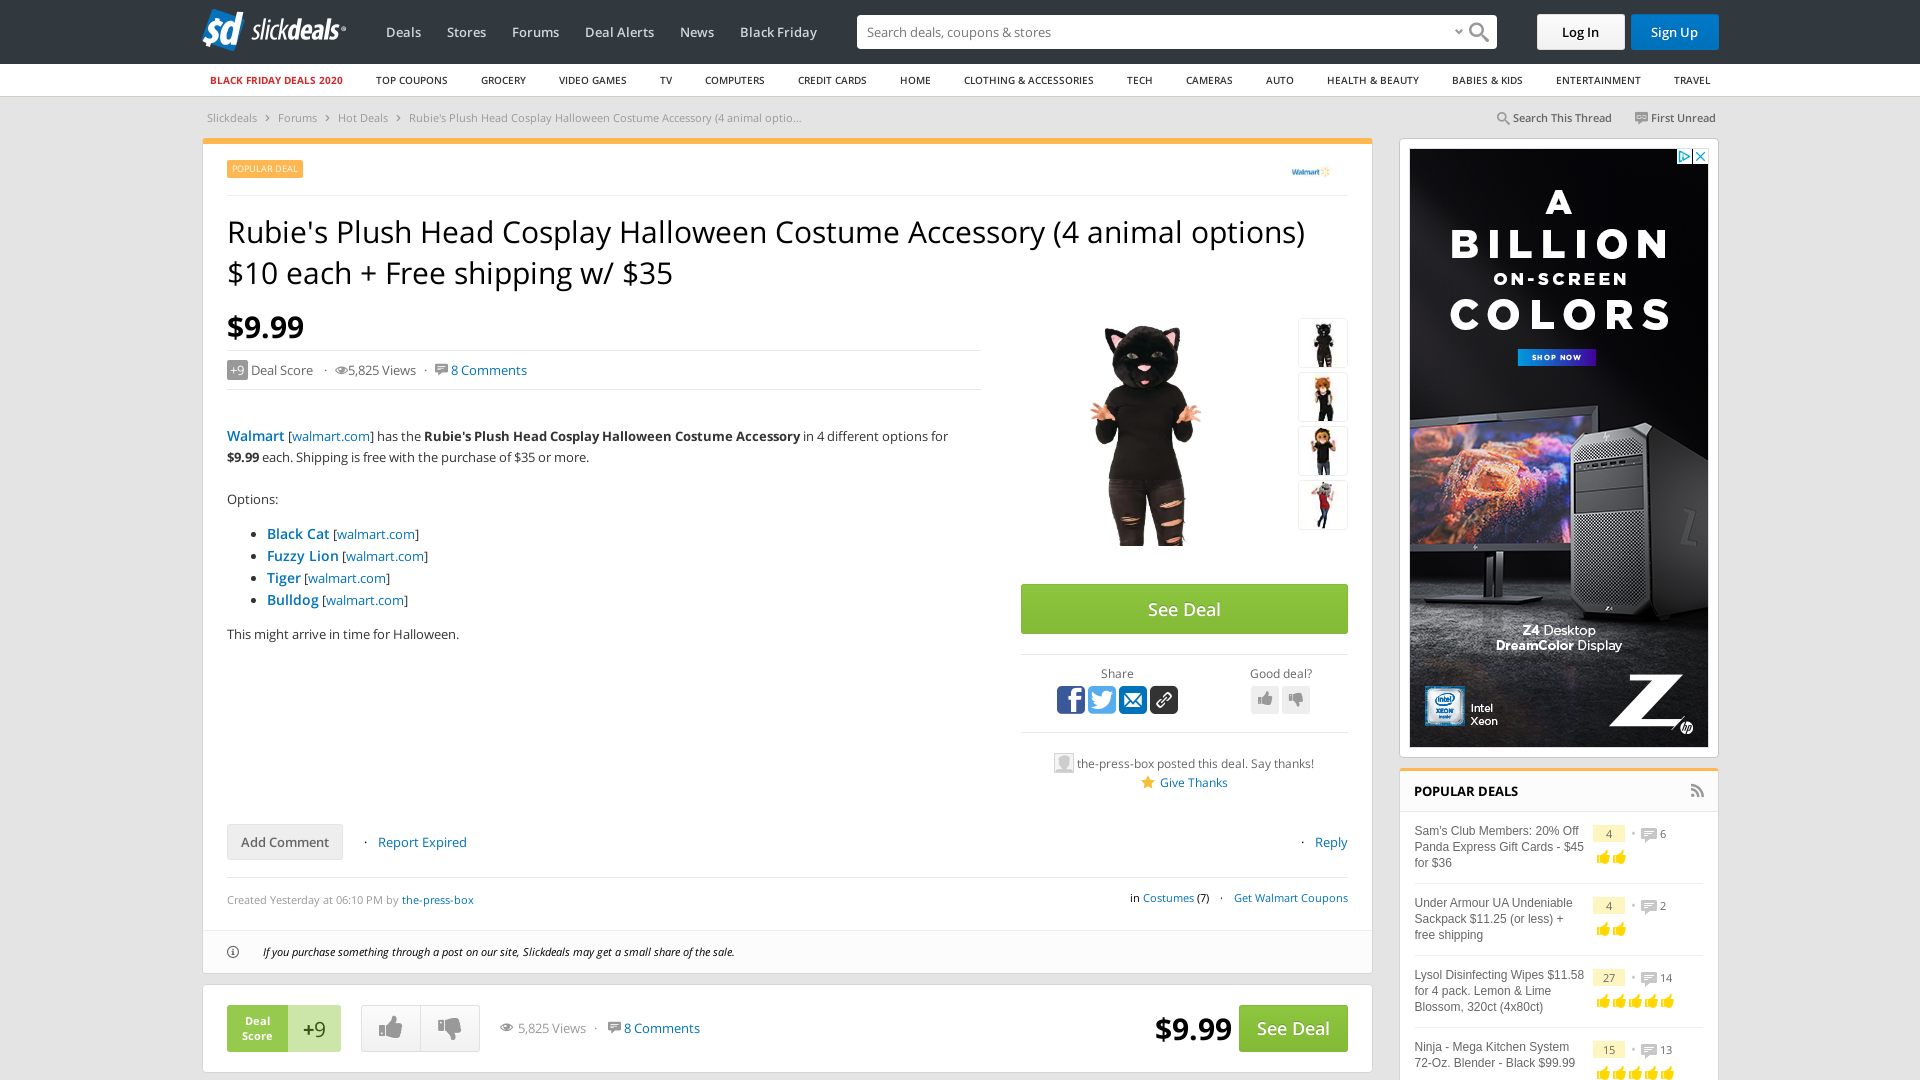 slickdeals
Deals
Stores
Forums
Deal Alerts
News
Black Friday
Search deals, coupons & stores
Log In
Sign Up
BLACK FRIDAY DEALS 2020
TOP COUPONS
GROCERY
VIDEO GAMES
TV
COMPUTERS
CREDIT CARDS
HOME
CLOTHING & ACCESSORIES
TECH
CAMERAS
AUTO
HEALTH & BEAUTY
BABIES & KIDS
ENTERTAINMENT
TRAVEL
Slickdeals › Forums › Hot Deals › Rubie's Plush Head Cosplay Halloween Costume Accessory (4 animal optio...
Search This Thread
First Unread
POPULAR DEAL
Walmart
Rubie's Plush Head Cosplay Halloween Costume Accessory (4 animal options)
$10 each + Free shipping w/ $35
$9.99
+9 Deal Score · 5,825 Views · 8 Comments
Walmart [walmart.com] has the Rubie's Plush Head Cosplay Halloween Costume Accessory in 4 different options for
$9.99 each. Shipping is free with the purchase of $35 or more.
Options:
• Black Cat [walmart.com]
• Fuzzy Lion [walmart.com]
• Tiger [walmart.com]
• Bulldog [walmart.com]
This might arrive in time for Halloween.
See Deal
Share
Good deal?
the-press-box posted this deal. Say thanks!
Give Thanks
Add Comment
· Report Expired
· Reply
Created Yesterday at 06:10 PM by the-press-box
in Costumes (7) · Get Walmart Coupons
If you purchase something through a post on our site, Slickdeals may get a small share of the sale.
Deal
Score
+9
5,825 Views · 8 Comments
$9.99
See Deal
A
BILLION
ON-SCREEN
COLORS
SHOP NOW
Z4 Desktop
DreamColor Display
intel
XEON
inside
Intel
Xeon
Z
hp
POPULAR DEALS
Sam's Club Members: 20% Off
Panda Express Gift Cards - $45
for $36
4 • 6
Under Armour UA Undeniable
Sackpack $11.25 (or less) +
free shipping
4 • 2
Lysol Disinfecting Wipes $11.58
for 4 pack. Lemon & Lime
Blossom, 320ct (4x80ct)
27 • 14
Ninja - Mega Kitchen System
72-Oz. Blender - Black $99.99
15 • 13